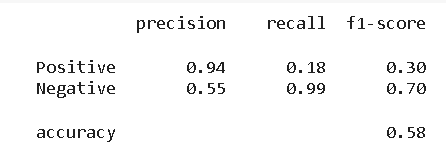 precision recall f1-score
Positive 0.94 0.18 0.30
Negative 0.55 0.99 0.70
accuracy 0.58